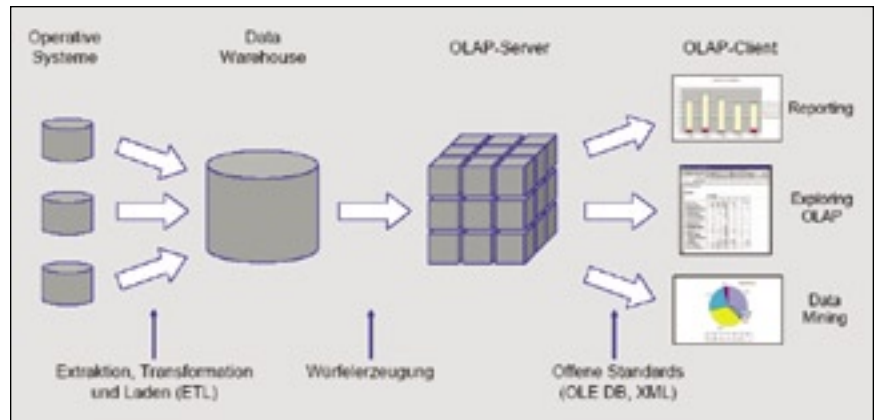 Operative
Systeme
Data
Warehouse
OLAP-Server
OLAP-Client
Reporting
Exploring
OLAP
Data
Mining
Extraktion, Transformation
und Laden (ETL)
Würfelerzeugung
Offene Standards
(OLE DB, XML)